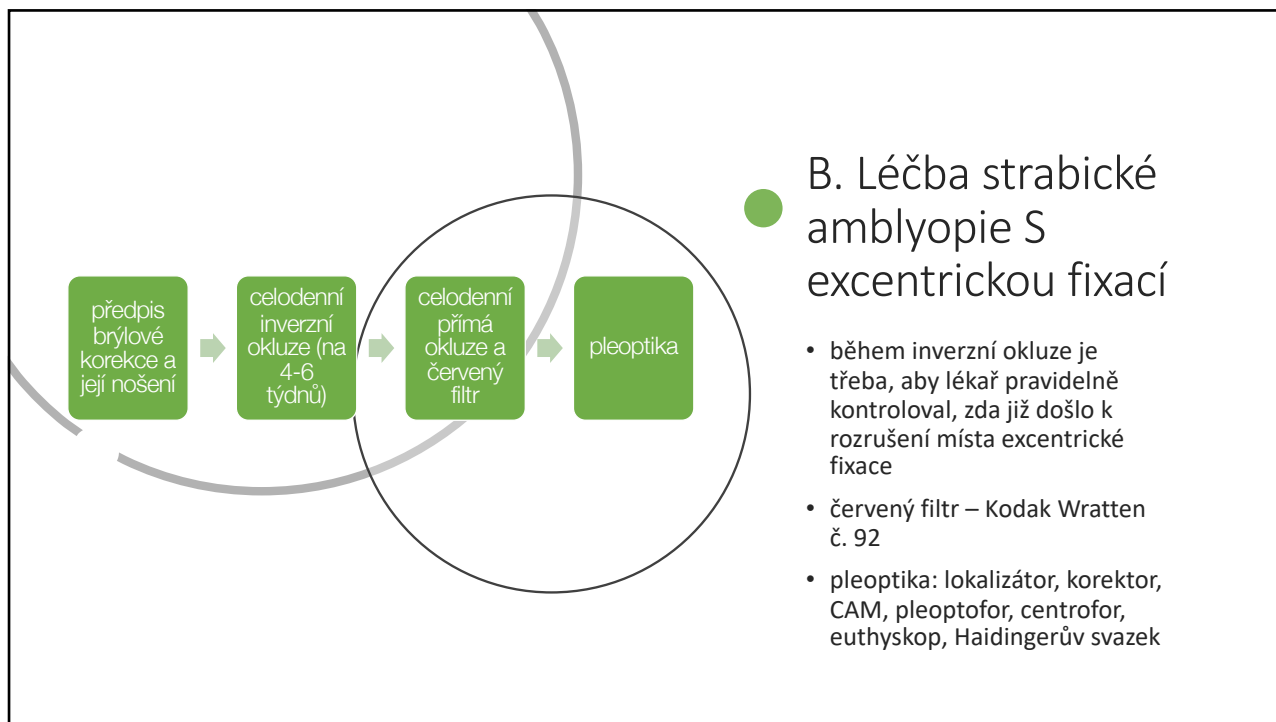 předpis
brýlové
korekce a
její nošení
celodenní
inverzní
okluze (na
4-6
týdnů)
celodenní
přímá
okluze a
červený
filtr
pleoptika
B. Léčba strabické
amblyopie S
excentrickou fixací
• během inverzní okluze je
třeba, aby lékař pravidelně
kontroloval, zda již došlo k
rozrušení místa excentrické
fixace
• červený filtr – Kodak Wratten
č. 92
• pleoptika: lokalizátor, korektor,
CAM, pleoptofor, centrofor,
euthyskop, Haidingerův svazek